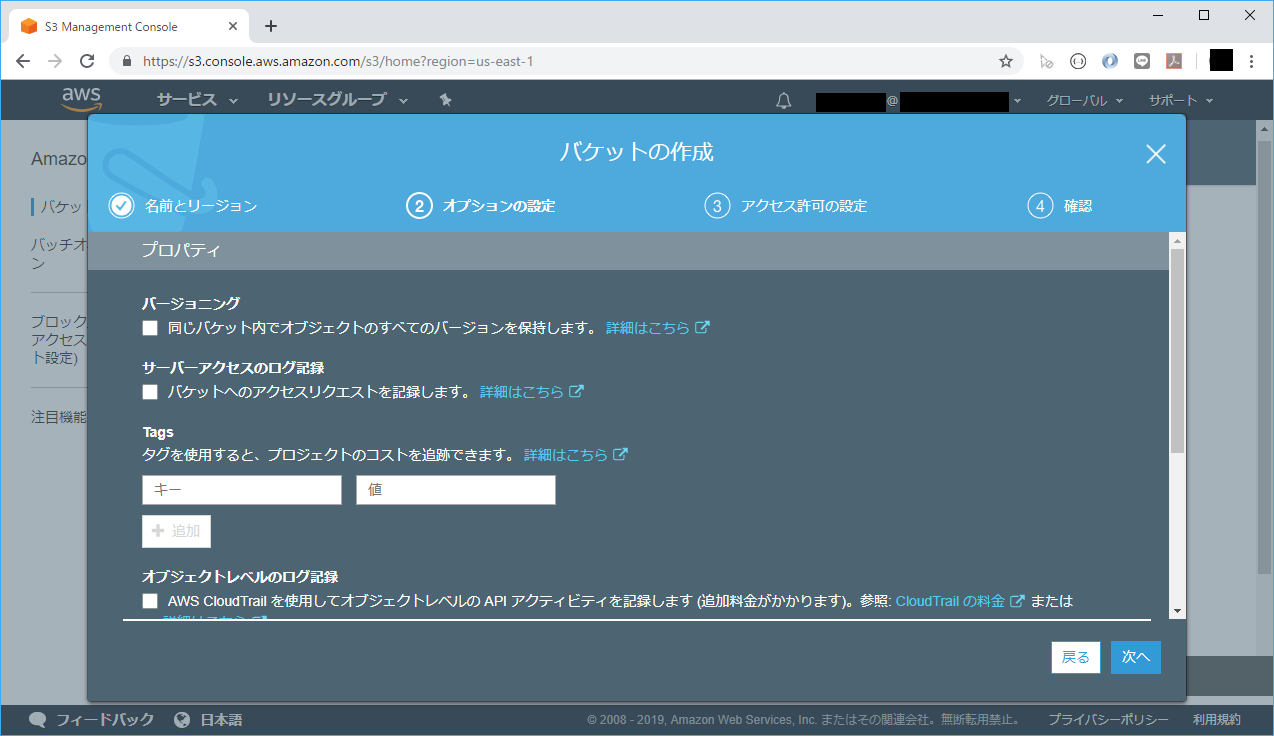 S3 Management Console
https://s3.console.aws.amazon.com/s3/home?region=us-east-1
aws サービス リソースグループ @ グローバル サポート
Amazo
バケッ
バッチオ
ン
ブロック
アクセス
ト設定)
注目機能
バケットの作成
名前とリージョン 2 オプションの設定 3 アクセス許可の設定 4 確認
プロパティ
バージョニング
同じバケット内でオブジェクトのすべてのバージョンを保持します。 詳細はこちら
サーバーアクセスのログ記録
バケットへのアクセスリクエストを記録します。 詳細はこちら
Tags
タグを使用すると、プロジェクトのコストを追跡できます。 詳細はこちら
キー 値
追加
オブジェクトレベルのログ記録
AWS CloudTrail を使用してオブジェクトレベルの API アクティビティを記録します (追加料金がかかります)。参照: CloudTrail の料金 または
詳細はこちら
戻る 次へ
フィードバック 日本語 © 2008 - 2019, Amazon Web Services, Inc. またはその関連会社。無断転用禁止。 プライバシーポリシー 利用規約